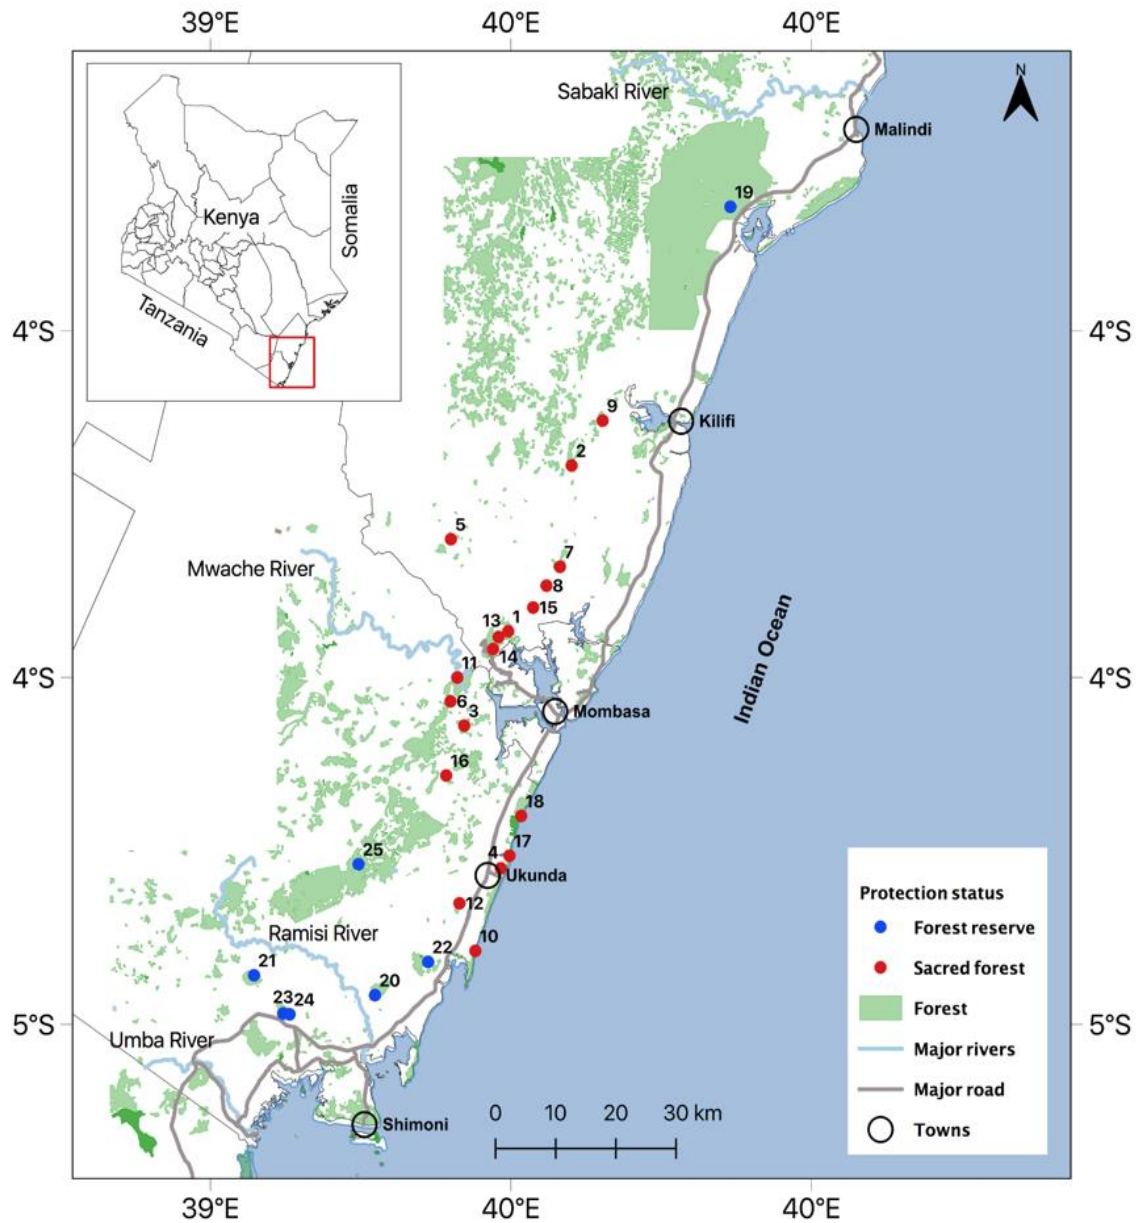 39°E
40°E
40°E
N
Sabaki River
Malindi
19
Kenya
Somalia
Tanzania
4°S
4°S
9
Kilifi
2
5
7
Mwache River
8
15
1
13
14
Indian Ocean
11
4°S
4°S
6
3
Mombasa
16
18
17
4
25
Ukunda
12
Ramisi River
10
22
21
20
23
24
5°S
5°S
Umba River
Shimoni
0 10 20 30 km
Protection status
Forest reserve
Sacred forest
Forest
Major rivers
Major road
Towns
39°E
40°E
40°E